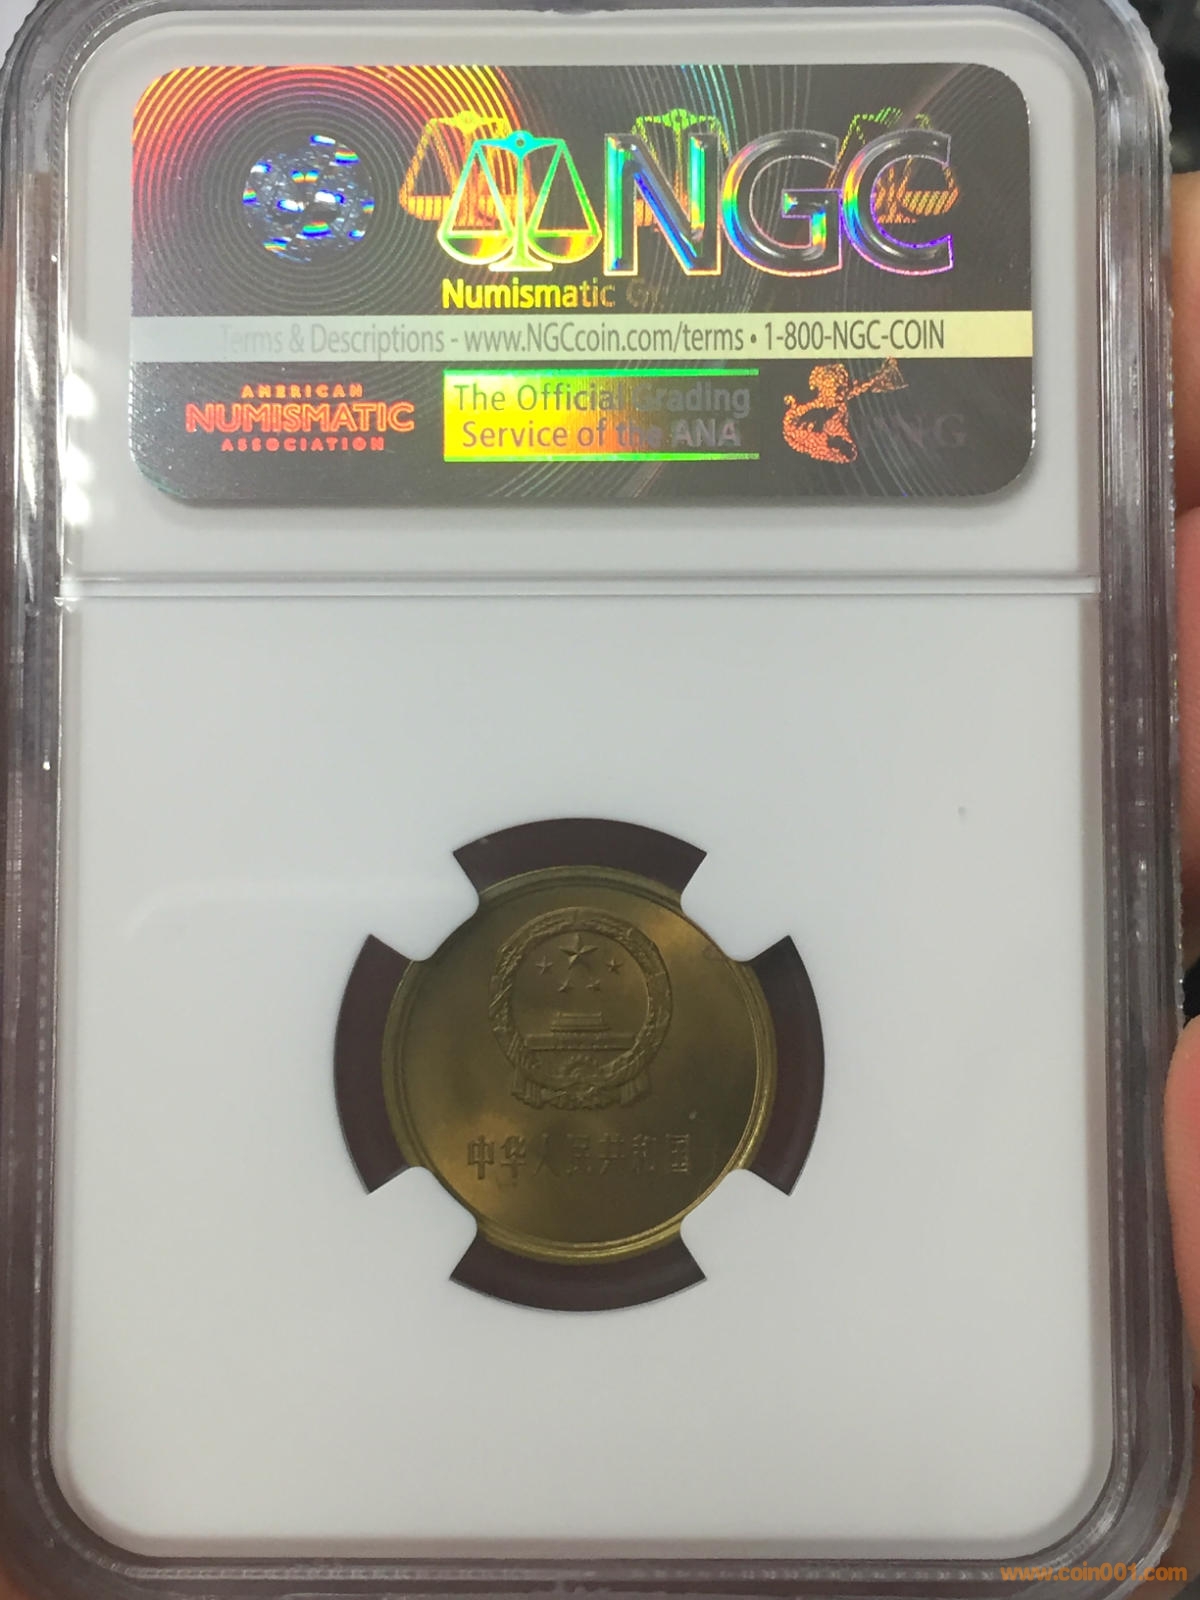 NGC
Numismatic
Terms & Descriptions - www.NGCcoin.com/terms • 1-800-NGC-COIN
AMERICAN
NUMISMATIC
ASSOCIATION
The Official Grading
Service of the ANA
PNG
中华人民共和国
www.coin001.com